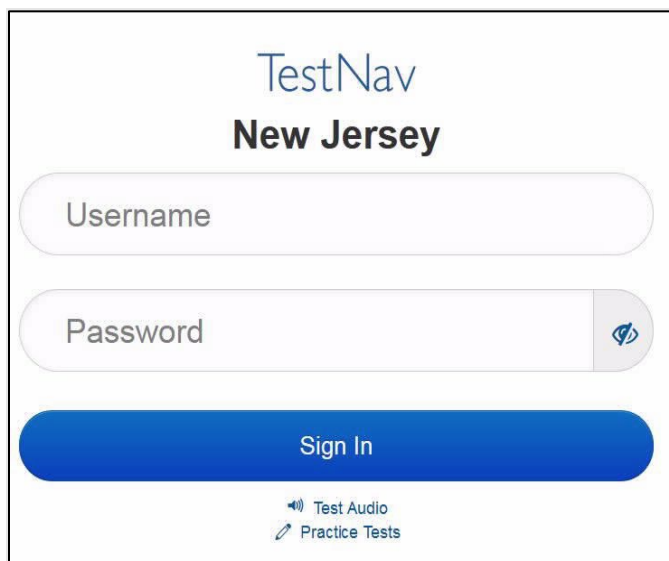 TestNav
New Jersey
Username
Password
Sign In
Test Audio
Practice Tests